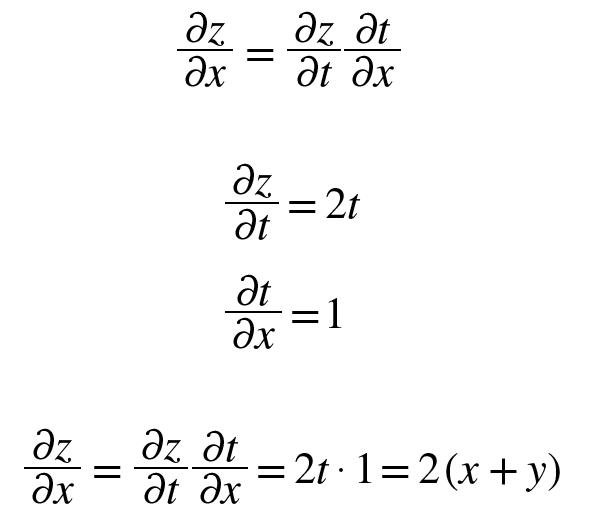 ∂z/∂x = ∂z/∂t ∂t/∂x
∂z/∂t = 2t
∂t/∂x = 1
∂z/∂x = ∂z/∂t ∂t/∂x = 2t · 1 = 2(x + y)